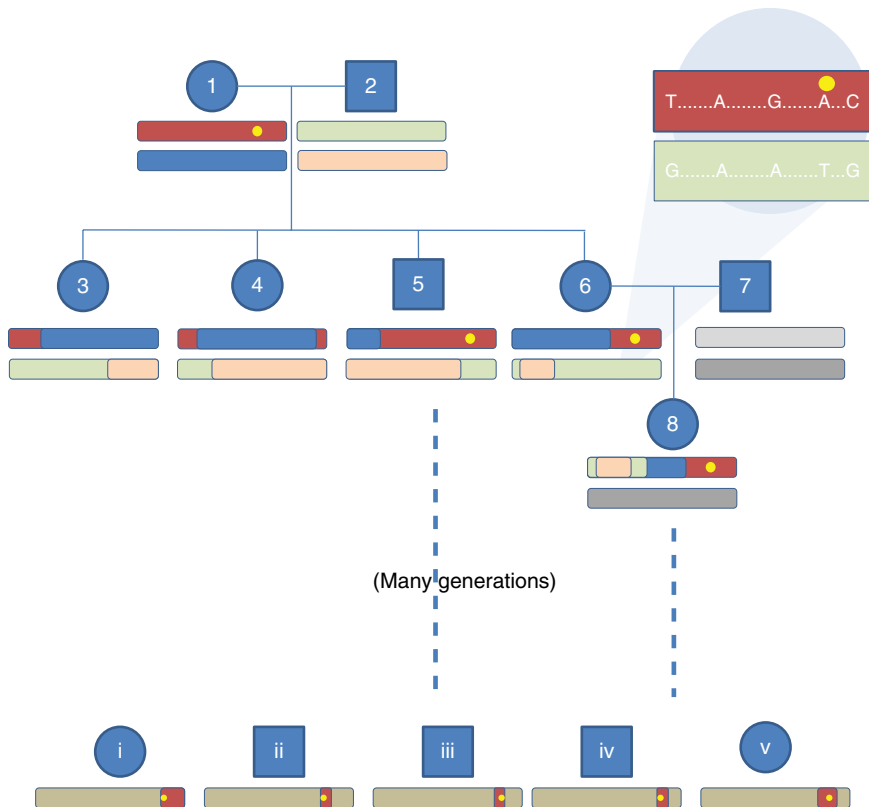 1
2
T.......A........G.......A...C
G.......A.......A........T...G
3
4
5
6
7
8
(Many generations)
i
ii
iii
iv
v